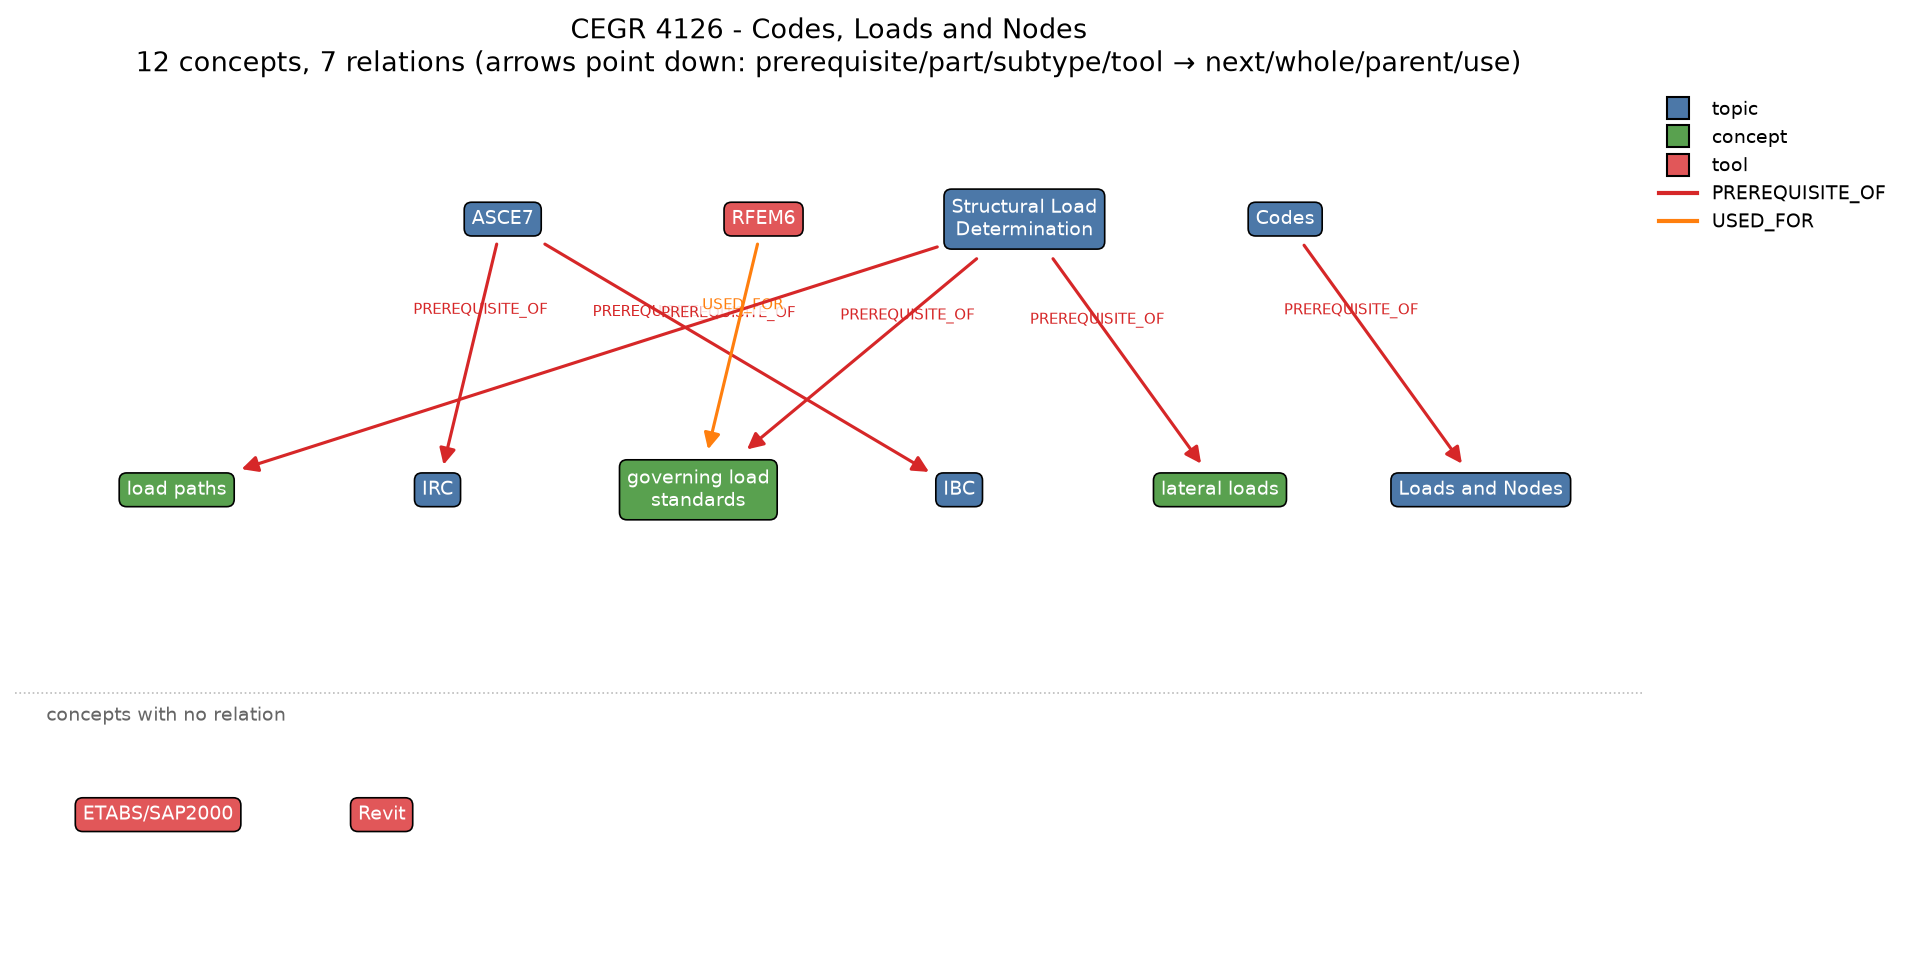 CEGR 4126 - Codes, Loads and Nodes
12 concepts, 7 relations (arrows point down: prerequisite/part/subtype/tool → next/whole/parent/use)
topic
concept
tool
PREREQUISITE_OF
USED_FOR
ASCE7
RFEM6
Structural Load
Determination
Codes
USED_FOR
PREREQUISITE_OF
PREREQUISITE_OF
PREREQUISITE_OF
PREREQUISITE_OF
PREREQUISITE_OF
load paths
IRC
governing load
standards
IBC
lateral loads
Loads and Nodes
concepts with no relation
ETABS/SAP2000
Revit